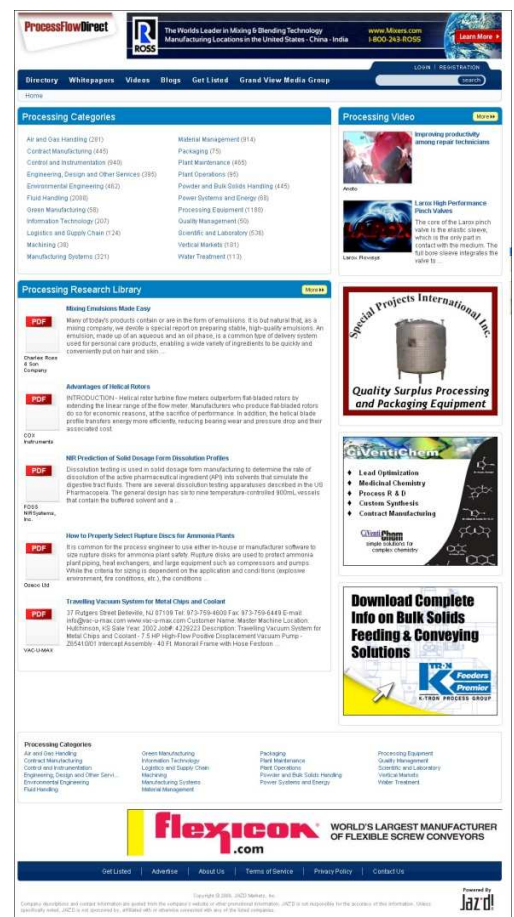 ProcessFlowDirect
ROSS
The Worlds Leader in Mixing & Blending Technology
Manufacturing Locations in the United States - China - India
www.Mixers.com
1-800-243-ROSS
Learn More
LOGIN | REGISTRATION
Directory Whitepapers Videos Blogs Get Listed Grand View Media Group
search
Home
Processing Categories
Air and Gas Handling (261)
Contract Manufacturing (445)
Control and Instrumentation (940)
Engineering, Design and Other Services (395)
Environmental Engineering (462)
Fluid Handling (2088)
Green Manufacturing (58)
Information Technology (207)
Logistics and Supply Chain (124)
Machining (39)
Manufacturing Systems (321)
Material Management (914)
Packaging (75)
Plant Maintenance (465)
Plant Operations (95)
Powder and Bulk Solids Handling (445)
Power Systems and Energy (68)
Processing Equipment (1180)
Quality Management (50)
Scientific and Laboratory (536)
Vertical Markets (181)
Water Treatment (113)
Processing Video
More
Improving productivity
among repair technicians
Larox High Performance
Pinch Valves
The core of the Larox pinch
valve is the elastic sleeve,
which is the only part in
contact with the medium. The
full bore sleeve integrates the
valve to ...
Larox Flowsys
Processing Research Library
More
PDF
Charles Ross
& Son
Company
Mixing Emulsions Made Easy
Many of today's products contain or are in the form of emulsions. It is but natural that, as a
mixing company, we devote a special report on preparing stable, high-quality emulsions. An
emulsion, made up of an aqueous and an oil phase, is a common type of delivery system
used for personal care products, enabling a wide variety of ingredients to be quickly and
conveniently put on hair and skin. ...
PDF
COX
Instruments
Advantages of Helical Rotors
INTRODUCTION - Helical rotor turbine flow meters outperform flat-bladed rotors by
extending the linear range of the flow meter. Manufacturers who produce flat-bladed rotors
do so for economic reasons, at the sacrifice of performance. In addition, the helical blade
profile transfers energy more efficiently, reducing bearing wear and pressure drop and their
associated cost.
PDF
FOSS
NIRSystems,
Inc.
NIR Prediction of Solid Dosage Form Dissolution Profiles
Dissolution testing is used in solid dosage form manufacturing to determine the rate of
dissolution of the active pharmaceutical ingredient (API) into solvents that simulate the
digestive tract fluids. There are several dissolution testing apparatuses described in the US
Pharmacopeia. The general design has six to nine temperature-controlled 900mL vessels
that contain the buffered solvent and a ...
PDF
Oseco Ltd
How to Properly Select Rupture Discs for Ammonia Plants
It is common for the process engineer to use either in-house or manufacturer software to
size rupture disks for ammonia plant safety. Rupture disks are used to protect ammonia
plant piping, heat exchangers, and large equipment such as compressors and pumps.
While the criteria for sizing is dependent on the application and conditions (explosive
environment, fire conditions, etc.), the conditions ...
PDF
VAC-U-MAX
Travelling Vacuum System for Metal Chips and Coolant
37 Rutgers Street Belleville, NJ 07109 Tel: 973-759-4600 Fax: 973-759-6449 E-mail:
info@vac-u-max.com www.vac-u-max.com Customer Name: Master Machine Location:
Hutchinson, KS Sale Year: 2002 Job#: 4229223 Description: Travelling Vacuum System for
Metal Chips and Coolant - 7.5 HP High-Flow Positive Displacement Vacuum Pump -
Intercept Assembly - 40 Ft. Monorail Frame with Hose Festoon ...
Special Projects International, Inc.
Quality Surplus Processing
and Packaging Equipment
CiVentiChem
Lead Optimization
Medicinal Chemistry
Process R & D
Custom Synthesis
Contract Manufacturing
CiVentiChem
simple solutions for
complex chemistry
Download Complete
Info on Bulk Solids
Feeding & Conveying
Solutions
K-TRON
Feeders
Premier
K-TRON PROCESS GROUP
Processing Categories
Air and Gas Handling
Contract Manufacturing
Control and Instrumentation
Engineering, Design and Other Servi...
Environmental Engineering
Fluid Handling
Green Manufacturing
Information Technology
Logistics and Supply Chain
Machining
Manufacturing Systems
Material Management
Packaging
Plant Maintenance
Plant Operations
Powder and Bulk Solids Handling
Power Systems and Energy
Processing Equipment
Quality Management
Scientific and Laboratory
Vertical Markets
Water Treatment
flexicon
.com
WORLD'S LARGEST MANUFACTURER
OF FLEXIBLE SCREW CONVEYORS
Get Listed | Advertise | About Us | Terms of Service | Privacy Policy | Contact Us
JAZD Markets, Inc
Powered By
Jaz'd!